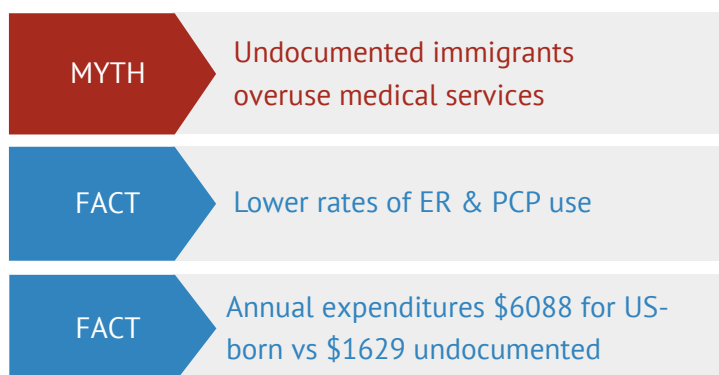 MYTH
Undocumented immigrants
overuse medical services
FACT
Lower rates of ER & PCP use
FACT
Annual expenditures $6088 for US-
born vs $1629 undocumented